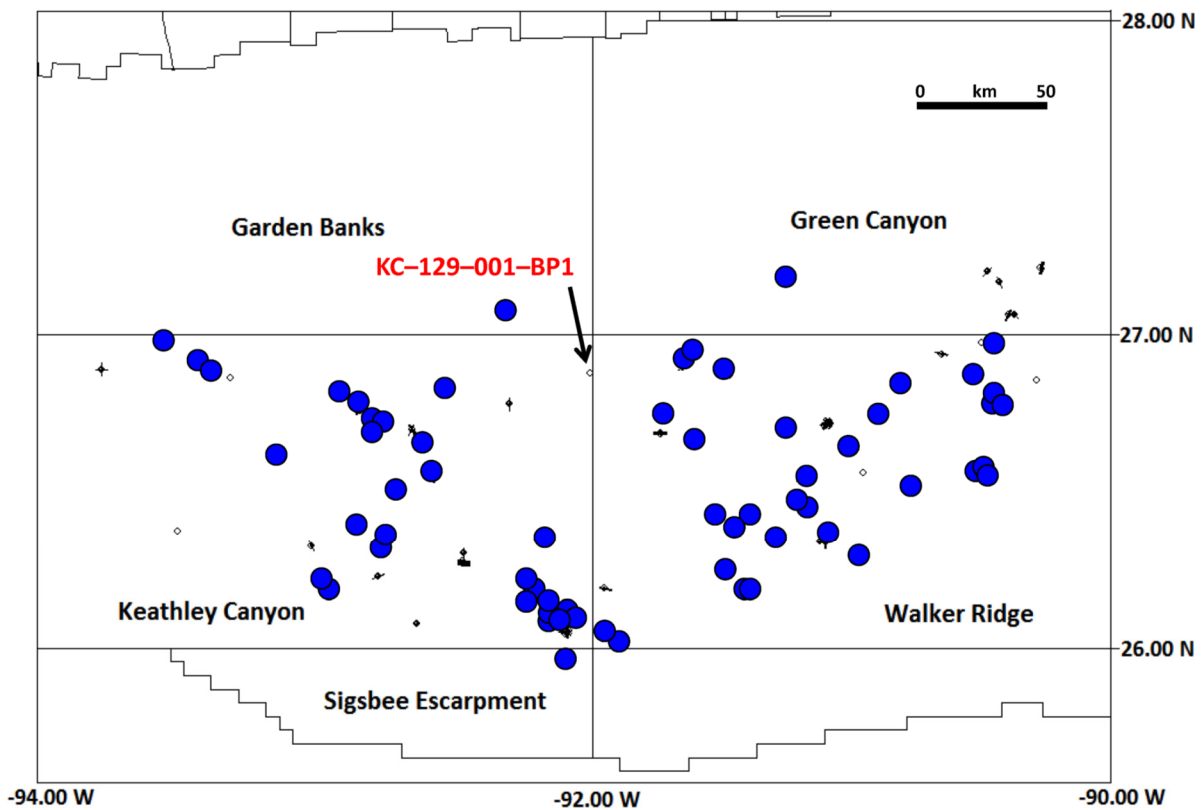 28.00 N
0 km 50
Garden Banks
Green Canyon
KC–129–001–BP1
27.00 N
Keathley Canyon
Walker Ridge
26.00 N
Sigsbee Escarpment
-94.00 W
-92.00 W
-90.00 W